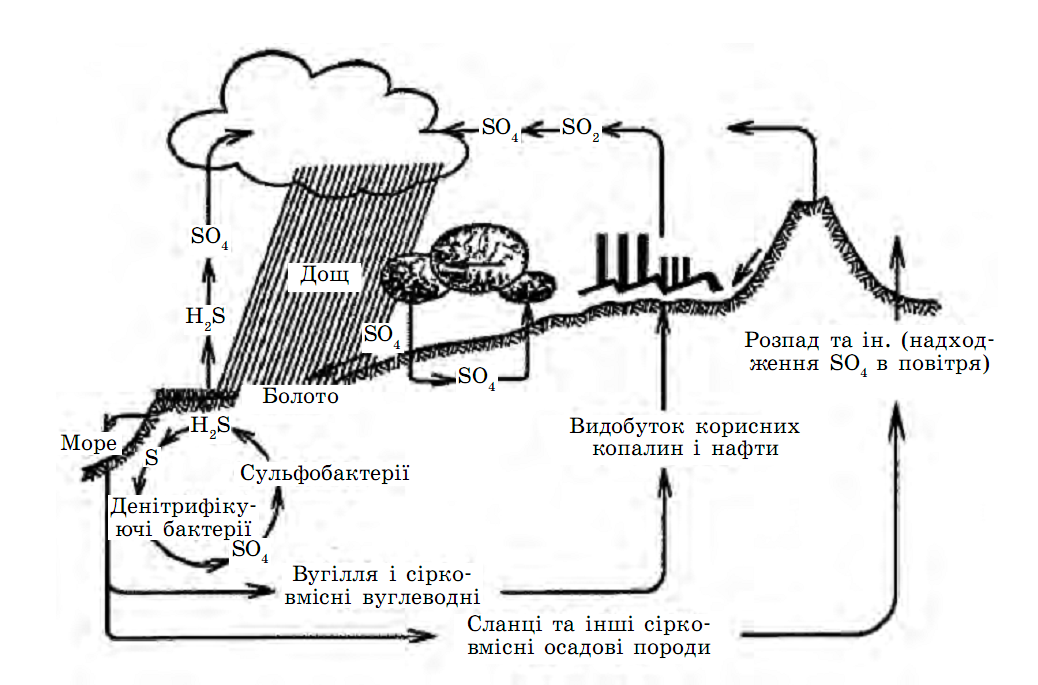 SO₄
SO₂
SO₄
Дощ
H₂S
SO₄
Розпад та ін. (надход-
ження SO₄ в повітря)
SO₄
Болото
H₂S
Море
S
Видобуток корисних
копалин і нафти
Сульфобактерії
Денітрифіку-
ючі бактерії
SO₄
Вугілля і сірко-
вмісні вуглеводні
Сланці та інші сірко-
вмісні осадові породи